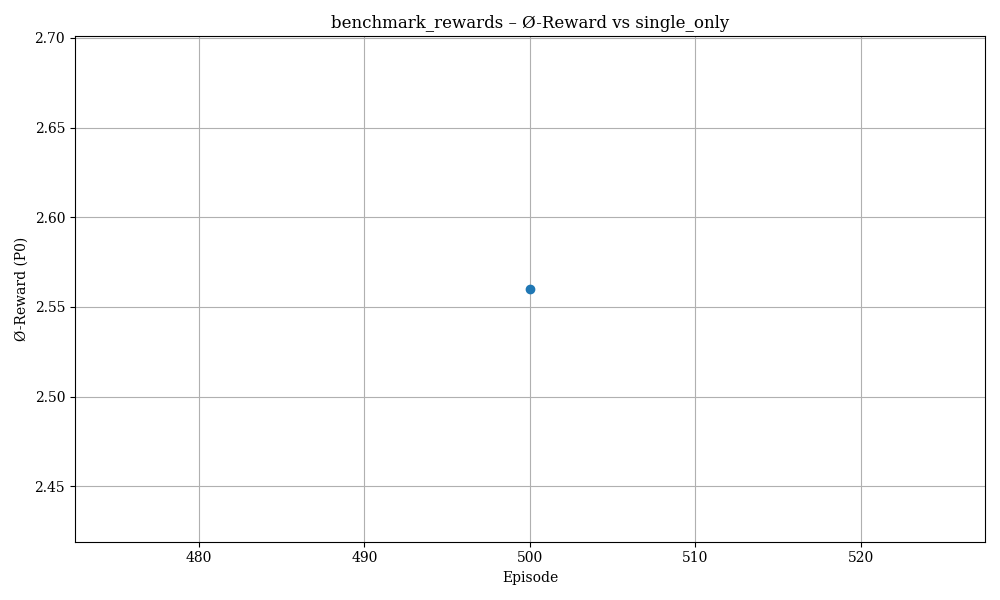 benchmark_rewards – Ø-Reward vs single_only
Ø-Reward (P0)
2.70
2.65
2.60
2.55
2.50
2.45
480 490 500 510 520
Episode